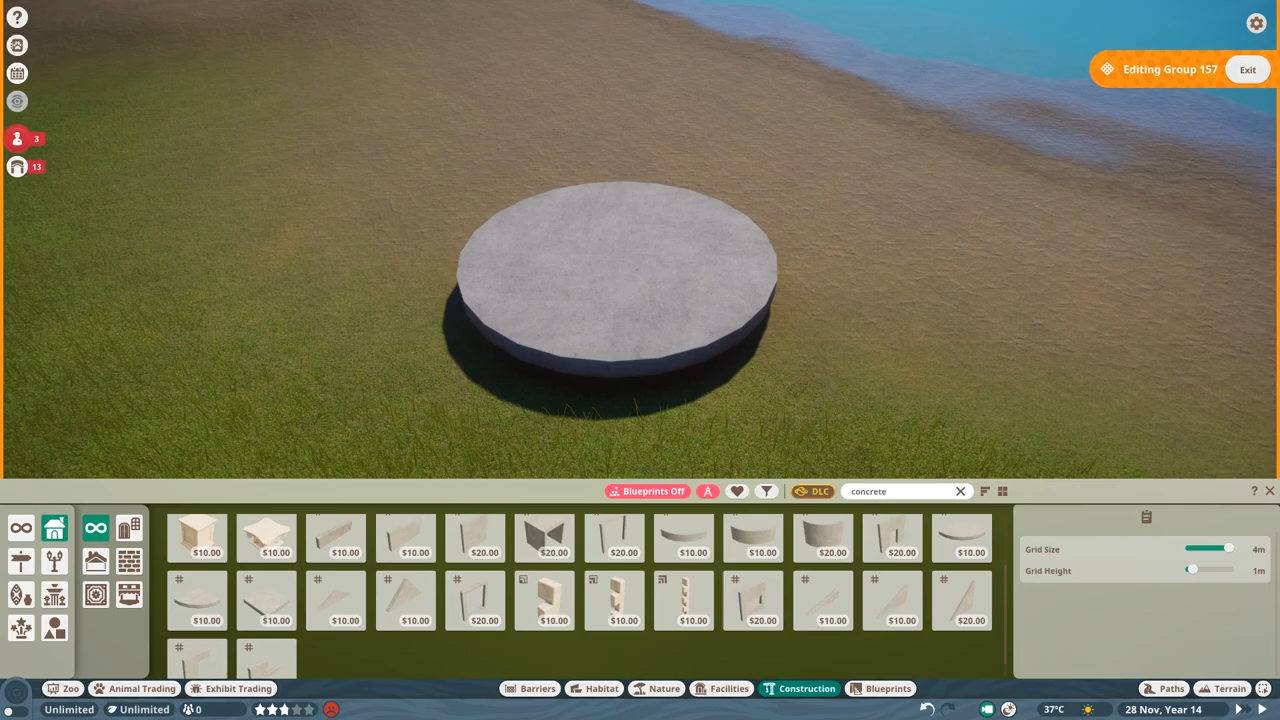 Editing Group 157
Exit
3
13
Blueprints Off
DLC
concrete
?
$10.00 $10.00 $10.00 $10.00 $20.00 $20.00 $20.00 $10.00 $10.00 $20.00 $20.00 $10.00
$10.00 $10.00 $10.00 $10.00 $20.00 $10.00 $10.00 $10.00 $20.00 $10.00 $10.00 $20.00
Grid Size 4m
Grid Height 1m
Zoo Animal Trading Exhibit Trading Barriers Habitat Nature Facilities Construction Blueprints Paths Terrain
Unlimited Unlimited 0 37°C 28 Nov, Year 14